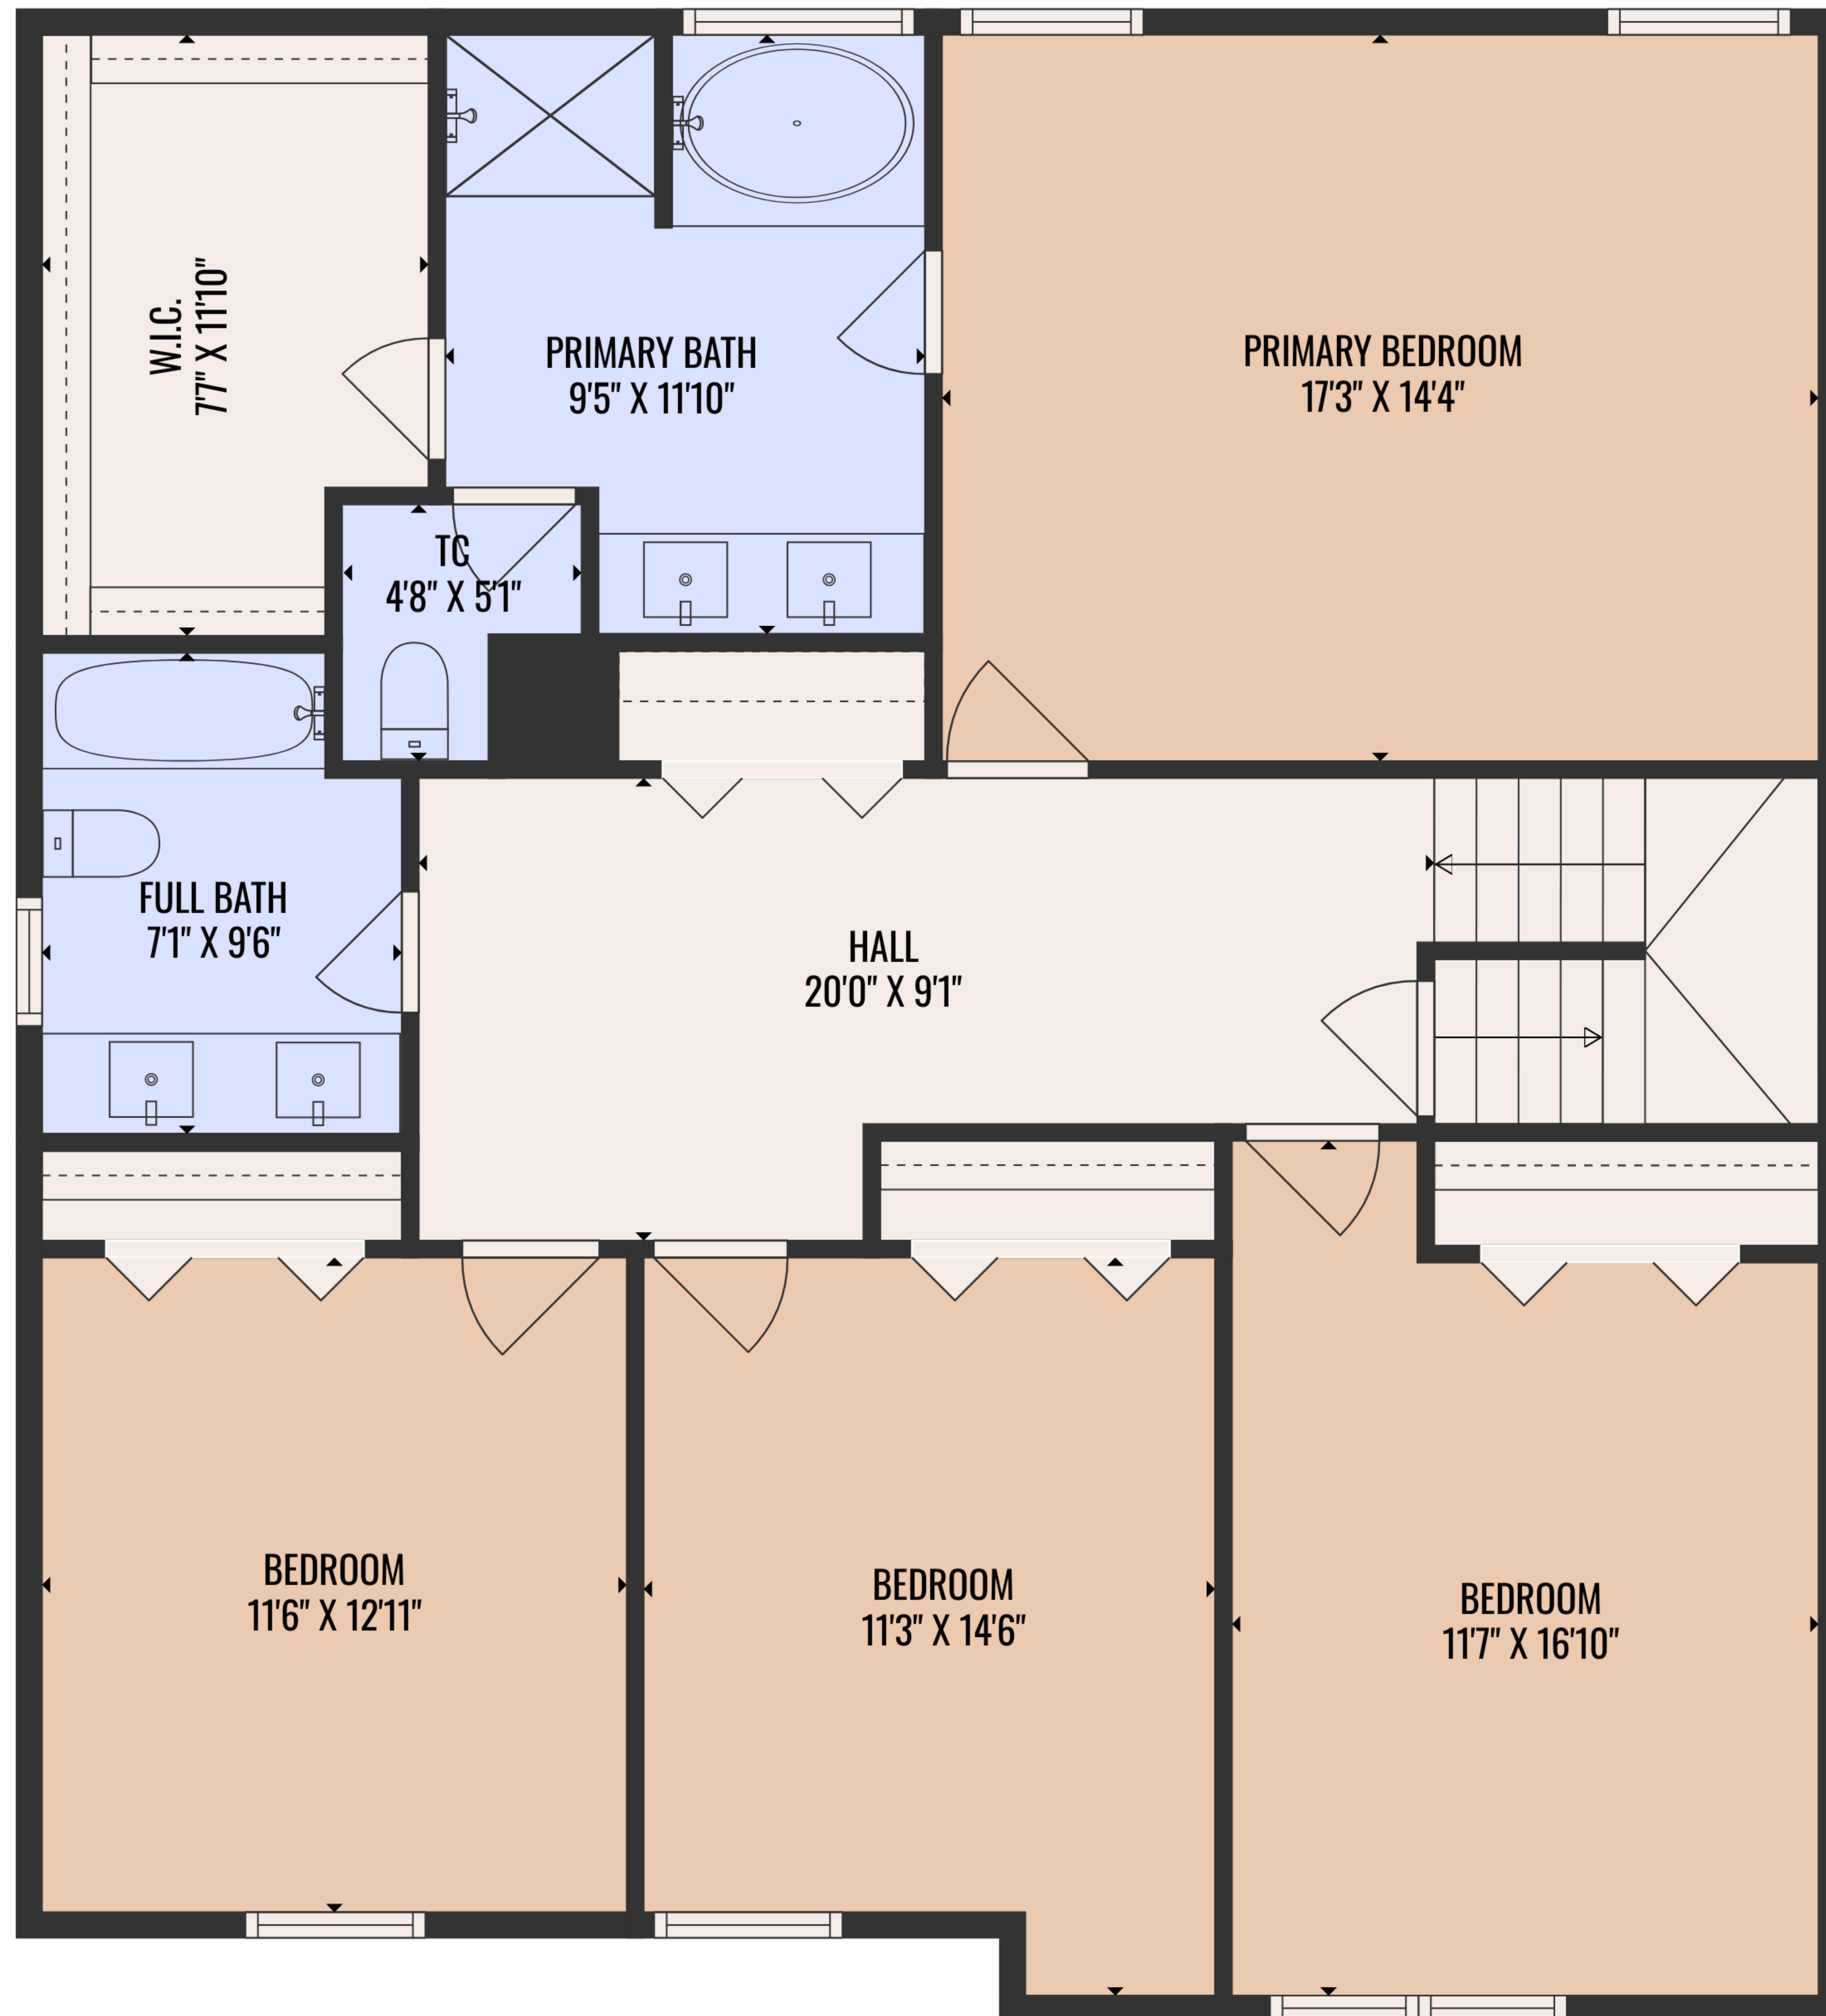 W.I.C.
7'7" X 11'10"
PRIMARY BATH
9'5" X 11'10"
PRIMARY BEDROOM
17'3" X 14'4"
TC
4'8" X 5'1"
FULL BATH
7'1" X 9'6"
HALL
20'0" X 9'1"
BEDROOM
11'6" X 12'11"
BEDROOM
11'3" X 14'6"
BEDROOM
11'7" X 16'10"